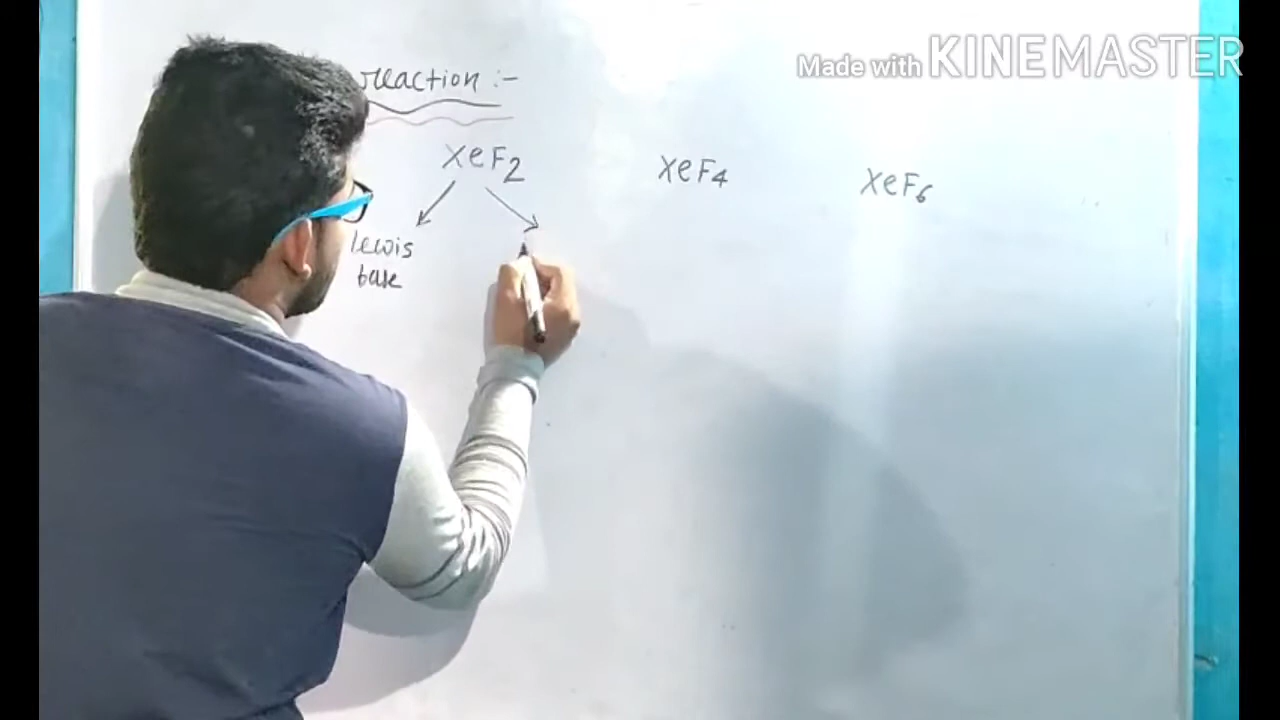 Made with KINEMASTER
reaction :-
XeF2 XeF4 XeF6
lewis
base